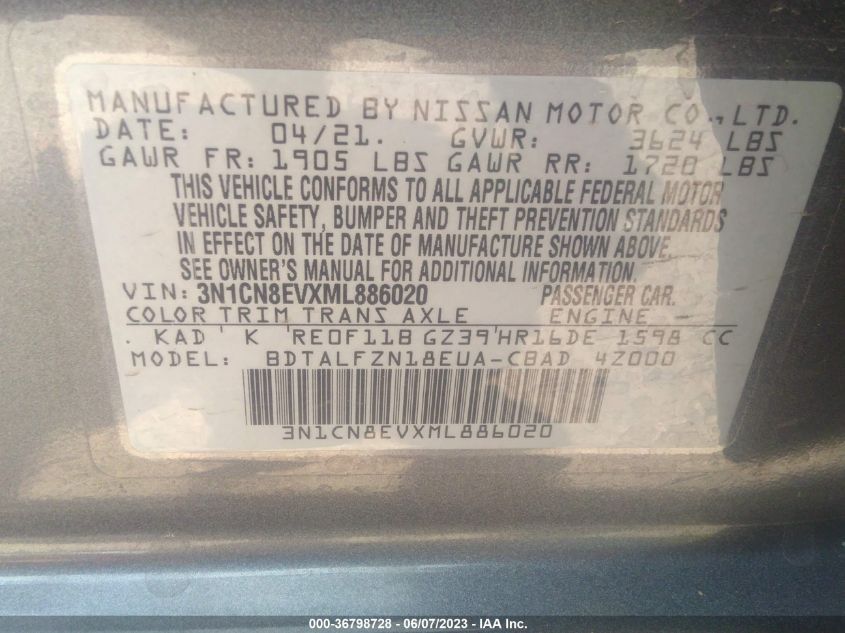 MANUFACTURED BY NISSAN MOTOR CO., LTD.
DATE: 04/21. GVWR: 3624 LBS
GAWR FR: 1905 LBS GAWR RR: 1720 LBS
THIS VEHICLE CONFORMS TO ALL APPLICABLE FEDERAL MOTOR
VEHICLE SAFETY, BUMPER AND THEFT PREVENTION STANDARDS
IN EFFECT ON THE DATE OF MANUFACTURE SHOWN ABOVE.
SEE OWNER'S MANUAL FOR ADDITIONAL INFORMATION.
VIN: 3N1CN8EVXML886020 PASSENGER CAR.
COLOR TRIM TRANS AXLE ENGINE
. KAD ' K 'RE0F11B GZ39'HR16DE 1598 CC
MODEL: BDTALFZN18EUA-CBAD 4Z000
3N1CN8EVXML886020
000-36798728 - 06/07/2023 - IAA Inc.